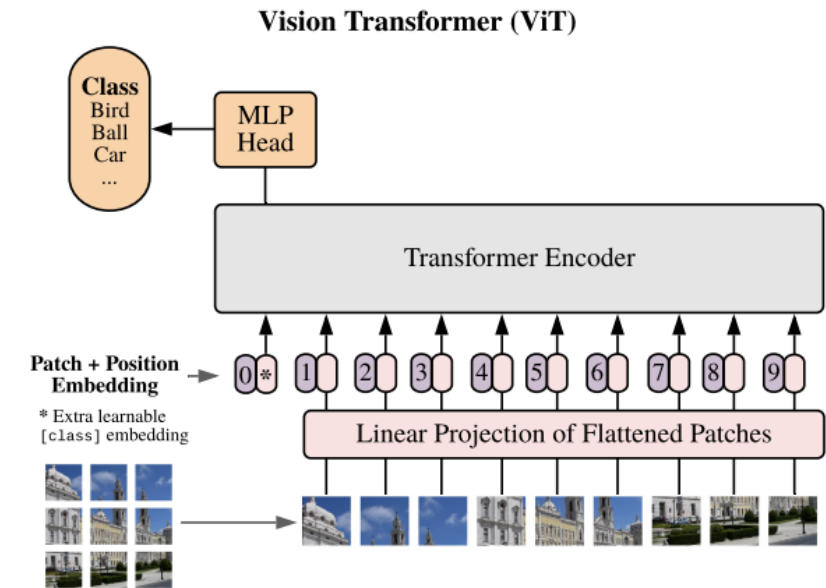 Vision Transformer (ViT)
Class
Bird
Ball
Car
...
MLP
Head
Transformer Encoder
Patch + Position
Embedding
0 * 1 2 3 4 5 6 7 8 9
* Extra learnable
[class] embedding
Linear Projection of Flattened Patches